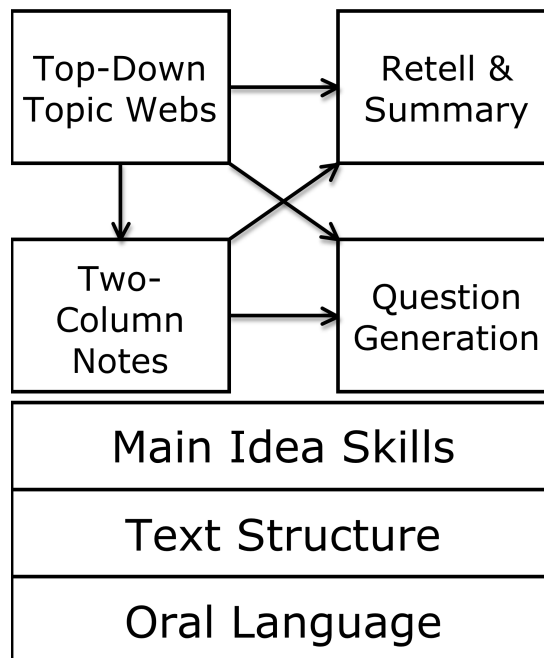 Top-Down
Topic Webs
Retell &
Summary
Two-
Column
Notes
Question
Generation
Main Idea Skills
Text Structure
Oral Language